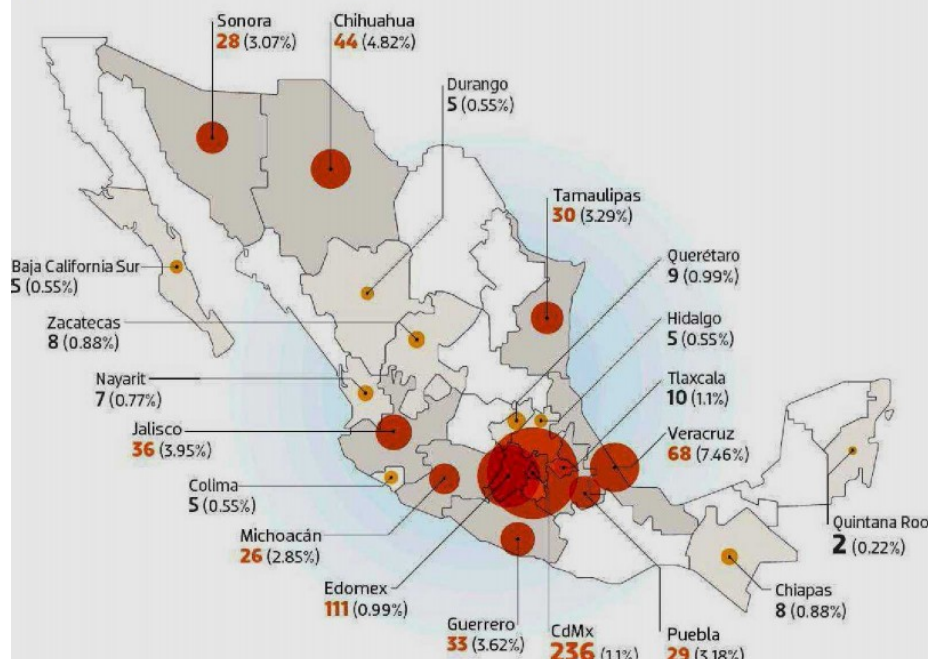 Sonora
28 (3.07%)
Chihuahua
44 (4.82%)
Durango
5 (0.55%)
Tamaulipas
30 (3.29%)
Querétaro
9 (0.99%)
Baja California Sur
5 (0.55%)
Hidalgo
5 (0.55%)
Zacatecas
8 (0.88%)
Nayarit
7 (0.77%)
Tlaxcala
10 (1.1%)
Jalisco
36 (3.95%)
Veracruz
68 (7.46%)
Colima
5 (0.55%)
Quintana Roo
2 (0.22%)
Michoacán
26 (2.85%)
Edomex
111 (0.99%)
Chiapas
8 (0.88%)
Guerrero
33 (3.62%)
CdMx
236 (1.1%)
Puebla
29 (3.18%)